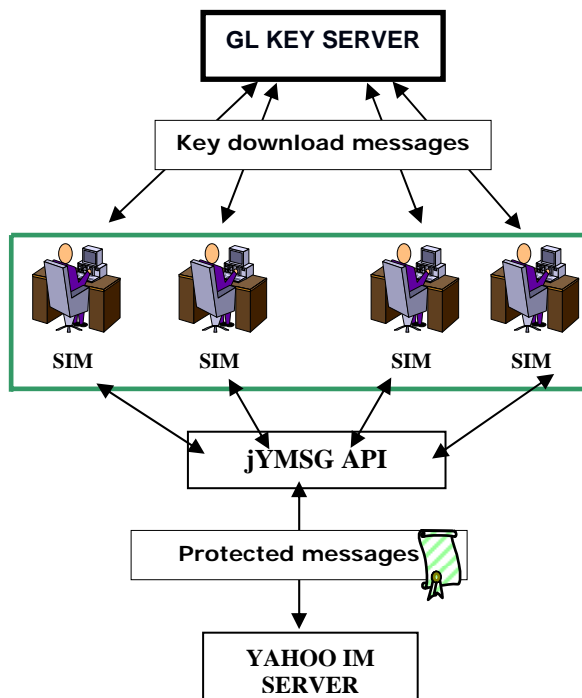 GL KEY SERVER
Key download messages
SIM SIM SIM SIM
jYMSG API
Protected messages
YAHOO IM
SERVER